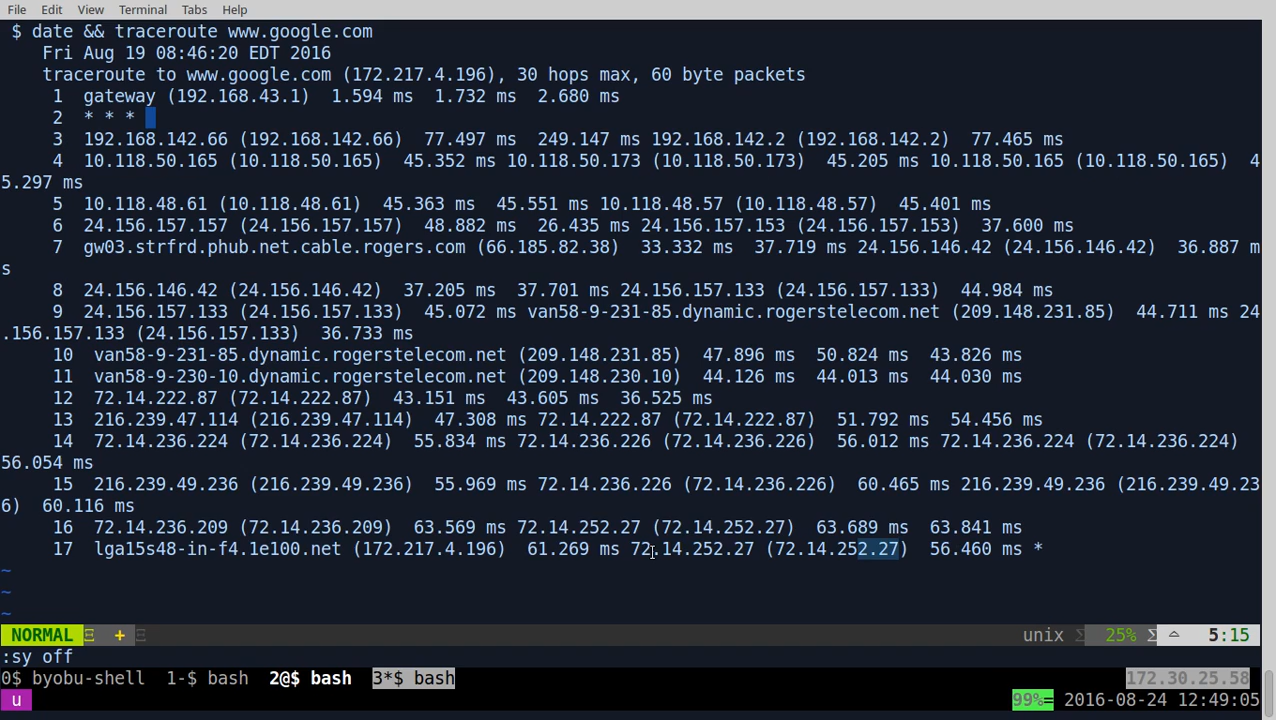 File Edit View Terminal Tabs Help
$ date && traceroute www.google.com
Fri Aug 19 08:46:20 EDT 2016
traceroute to www.google.com (172.217.4.196), 30 hops max, 60 byte packets
1 gateway (192.168.43.1) 1.594 ms 1.732 ms 2.680 ms
2 * * *
3 192.168.142.66 (192.168.142.66) 77.497 ms 249.147 ms 192.168.142.2 (192.168.142.2) 77.465 ms
4 10.118.50.165 (10.118.50.165) 45.352 ms 10.118.50.173 (10.118.50.173) 45.205 ms 10.118.50.165 (10.118.50.165) 4
5.297 ms
5 10.118.48.61 (10.118.48.61) 45.363 ms 45.551 ms 10.118.48.57 (10.118.48.57) 45.401 ms
6 24.156.157.157 (24.156.157.157) 48.882 ms 26.435 ms 24.156.157.153 (24.156.157.153) 37.600 ms
7 gw03.strfrd.phub.net.cable.rogers.com (66.185.82.38) 33.332 ms 37.719 ms 24.156.146.42 (24.156.146.42) 36.887 m
s
8 24.156.146.42 (24.156.146.42) 37.205 ms 37.701 ms 24.156.157.133 (24.156.157.133) 44.984 ms
9 24.156.157.133 (24.156.157.133) 45.072 ms van58-9-231-85.dynamic.rogerstelecom.net (209.148.231.85) 44.711 ms 24
.156.157.133 (24.156.157.133) 36.733 ms
10 van58-9-231-85.dynamic.rogerstelecom.net (209.148.231.85) 47.896 ms 50.824 ms 43.826 ms
11 van58-9-230-10.dynamic.rogerstelecom.net (209.148.230.10) 44.126 ms 44.013 ms 44.030 ms
12 72.14.222.87 (72.14.222.87) 43.151 ms 43.605 ms 36.525 ms
13 216.239.47.114 (216.239.47.114) 47.308 ms 72.14.222.87 (72.14.222.87) 51.792 ms 54.456 ms
14 72.14.236.224 (72.14.236.224) 55.834 ms 72.14.236.226 (72.14.236.226) 56.012 ms 72.14.236.224 (72.14.236.224)
56.054 ms
15 216.239.49.236 (216.239.49.236) 55.969 ms 72.14.236.226 (72.14.236.226) 60.465 ms 216.239.49.236 (216.239.49.23
6) 60.116 ms
16 72.14.236.209 (72.14.236.209) 63.569 ms 72.14.252.27 (72.14.252.27) 63.689 ms 63.841 ms
17 lga15s48-in-f4.1e100.net (172.217.4.196) 61.269 ms 72.14.252.27 (72.14.252.27) 56.460 ms *
~
~
~
NORMAL + unix 25% 5:15
:sy off
0$ byobu-shell 1-$ bash 2@$ bash 3*$ bash 172.30.25.58
u 99%= 2016-08-24 12:49:05